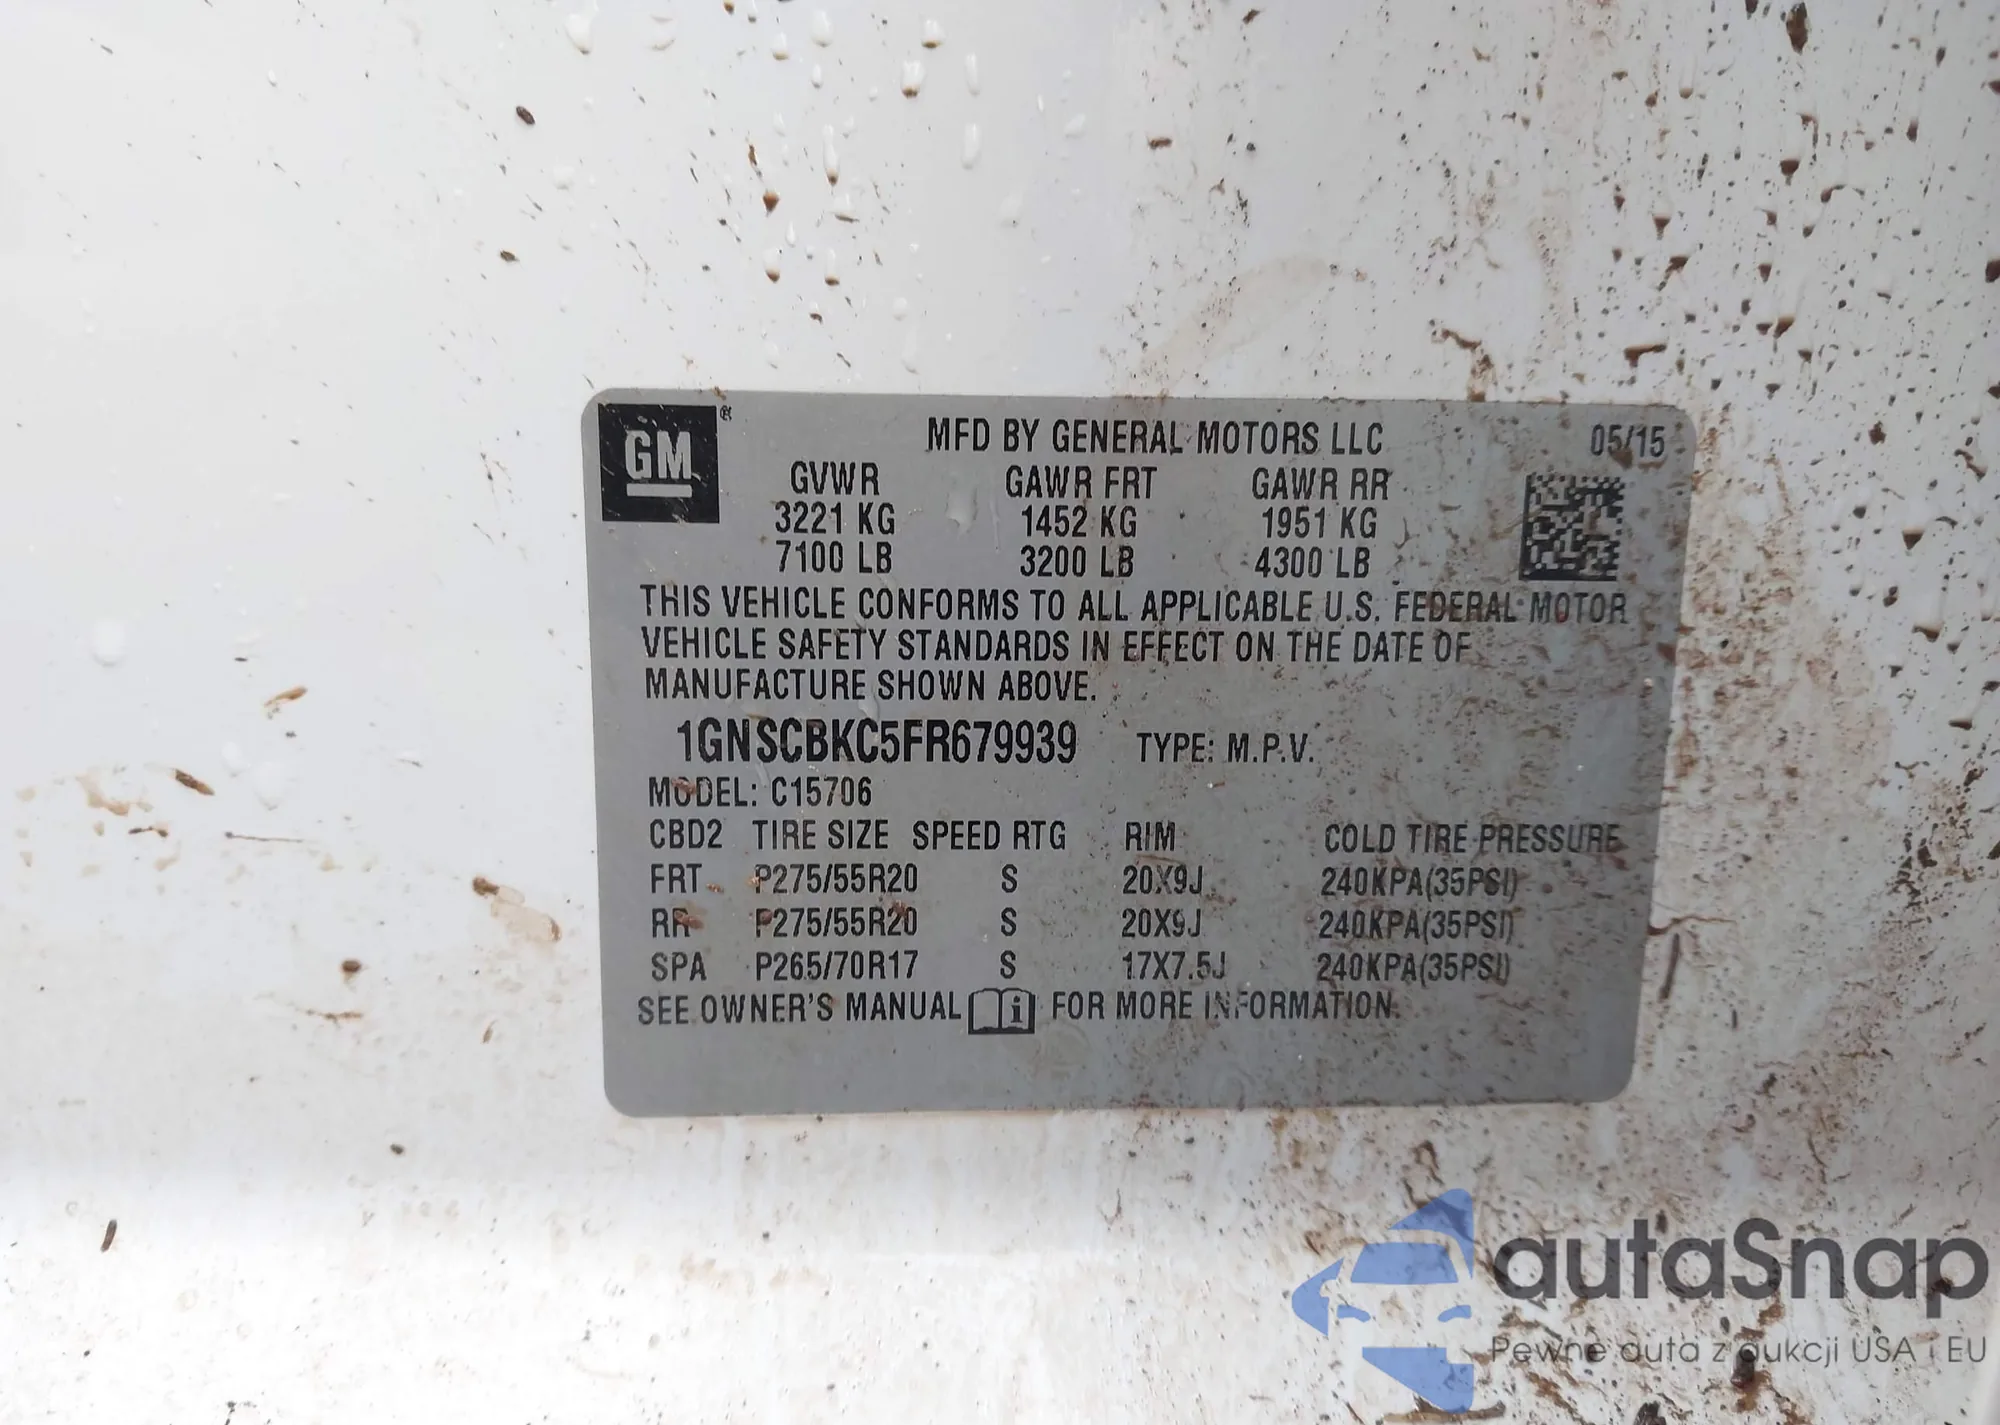 GM ®
MFD BY GENERAL MOTORS LLC 05/15
GVWR GAWR FRT GAWR RR
3221 KG 1452 KG 1951 KG
7100 LB 3200 LB 4300 LB
THIS VEHICLE CONFORMS TO ALL APPLICABLE U.S. FEDERAL MOTOR
VEHICLE SAFETY STANDARDS IN EFFECT ON THE DATE OF
MANUFACTURE SHOWN ABOVE.
1GNSCBKC5FR679939 TYPE: M.P.V.
MODEL: C15706
CBD2 TIRE SIZE SPEED RTG RIM COLD TIRE PRESSURE
FRT P275/55R20 S 20X9J 240KPA(35PSI)
RR P275/55R20 S 20X9J 240KPA(35PSI)
SPA P265/70R17 S 17X7.5J 240KPA(35PSI)
SEE OWNER'S MANUAL i FOR MORE INFORMATION.
autaSnap
Pewne auta z aukcji USA i EU